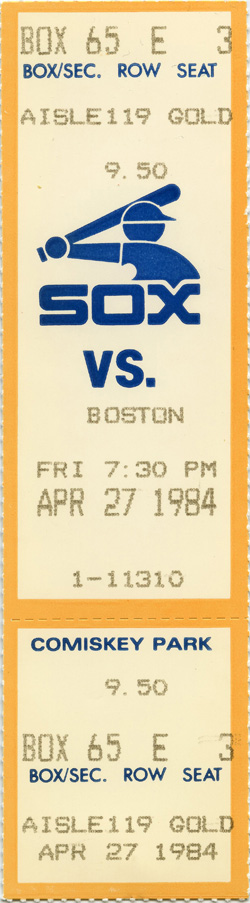 BOX 65 E 3
BOX/SEC. ROW SEAT
AISLE119 GOLD
9.50
SOX
VS.
BOSTON
FRI 7:30 PM
APR 27 1984
1-11310
COMISKEY PARK
9.50
BOX 65 E 3
BOX/SEC. ROW SEAT
AISLE119 GOLD
APR 27 1984